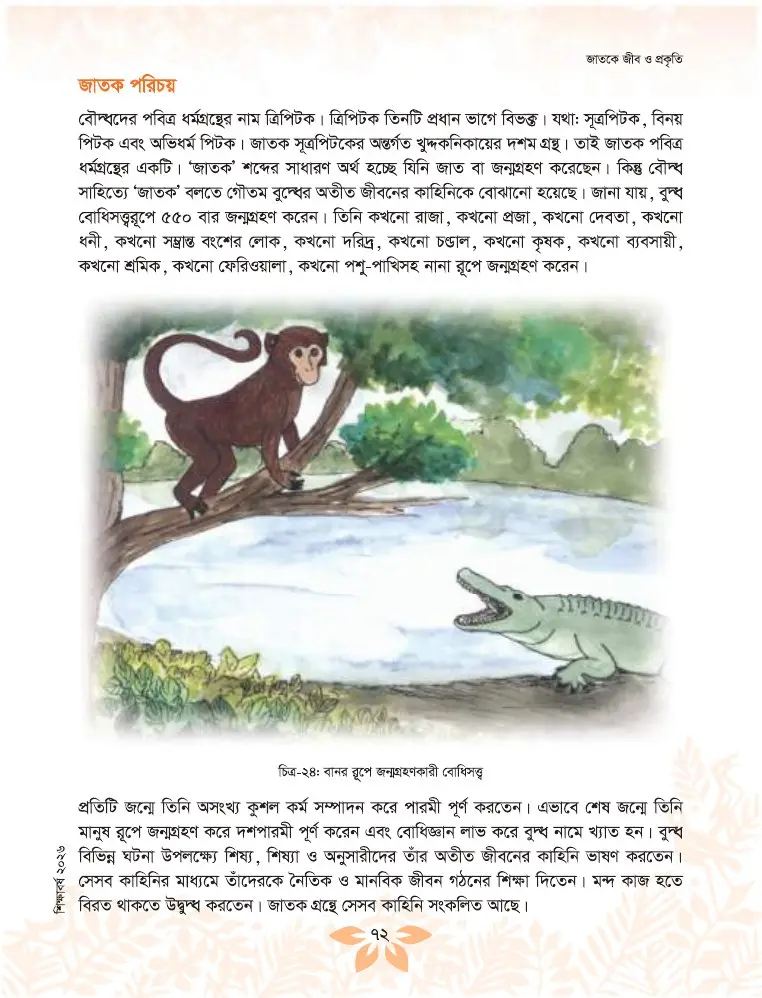 জাতকে জীব ও প্রকৃতি
জাতক পরিচয়
বৌদ্ধদের পবিত্র ধর্মগ্রন্থের নাম ত্রিপিটক। ত্রিপিটক তিনটি প্রধান ভাগে বিভক্ত। যথা: সূত্রপিটক, বিনয়
পিটক এবং অভিধর্ম পিটক। জাতক সূত্রপিটকের অন্তর্গত খুদ্দকনিকায়ের দশম গ্রন্থ। তাই জাতক পবিত্র
ধর্মগ্রন্থের একটি। ‘জাতক’ শব্দের সাধারণ অর্থ হচ্ছে যিনি জাত বা জন্মগ্রহণ করেছেন। কিন্তু বৌদ্ধ
সাহিত্যে ‘জাতক’ বলতে গৌতম বুদ্ধের অতীত জীবনের কাহিনিকে বোঝানো হয়েছে। জানা যায়, বুদ্ধ
বোধিসত্ত্বরূপে ৫৫০ বার জন্মগ্রহণ করেন। তিনি কখনো রাজা, কখনো প্রজা, কখনো দেবতা, কখনো
ধনী, কখনো সম্ভ্রান্ত বংশের লোক, কখনো দরিদ্র, কখনো চণ্ডাল, কখনো কৃষক, কখনো ব্যবসায়ী,
কখনো শ্রমিক, কখনো ফেরিওয়ালা, কখনো পশু-পাখিসহ নানা রূপে জন্মগ্রহণ করেন।
চিত্র-২৪: বানর রূপে জন্মগ্রহণকারী বোধিসত্ত্ব
প্রতিটি জন্মে তিনি অসংখ্য কুশল কর্ম সম্পাদন করে পারমী পূর্ণ করতেন। এভাবে শেষ জন্মে তিনি
মানুষ রূপে জন্মগ্রহণ করে দশপারমী পূর্ণ করেন এবং বোধিজ্ঞান লাভ করে বুদ্ধ নামে খ্যাত হন। বুদ্ধ
বিভিন্ন ঘটনা উপলক্ষ্যে শিষ্য, শিষ্যা ও অনুসারীদের তাঁর অতীত জীবনের কাহিনি ভাষণ করতেন।
সেসব কাহিনির মাধ্যমে তাঁদেরকে নৈতিক ও মানবিক জীবন গঠনের শিক্ষা দিতেন। মন্দ কাজ হতে
বিরত থাকতে উদ্বুদ্ধ করতেন। জাতক গ্রন্থে সেসব কাহিনি সংকলিত আছে।
শিক্ষাবর্ষ ২০২৬
৭২